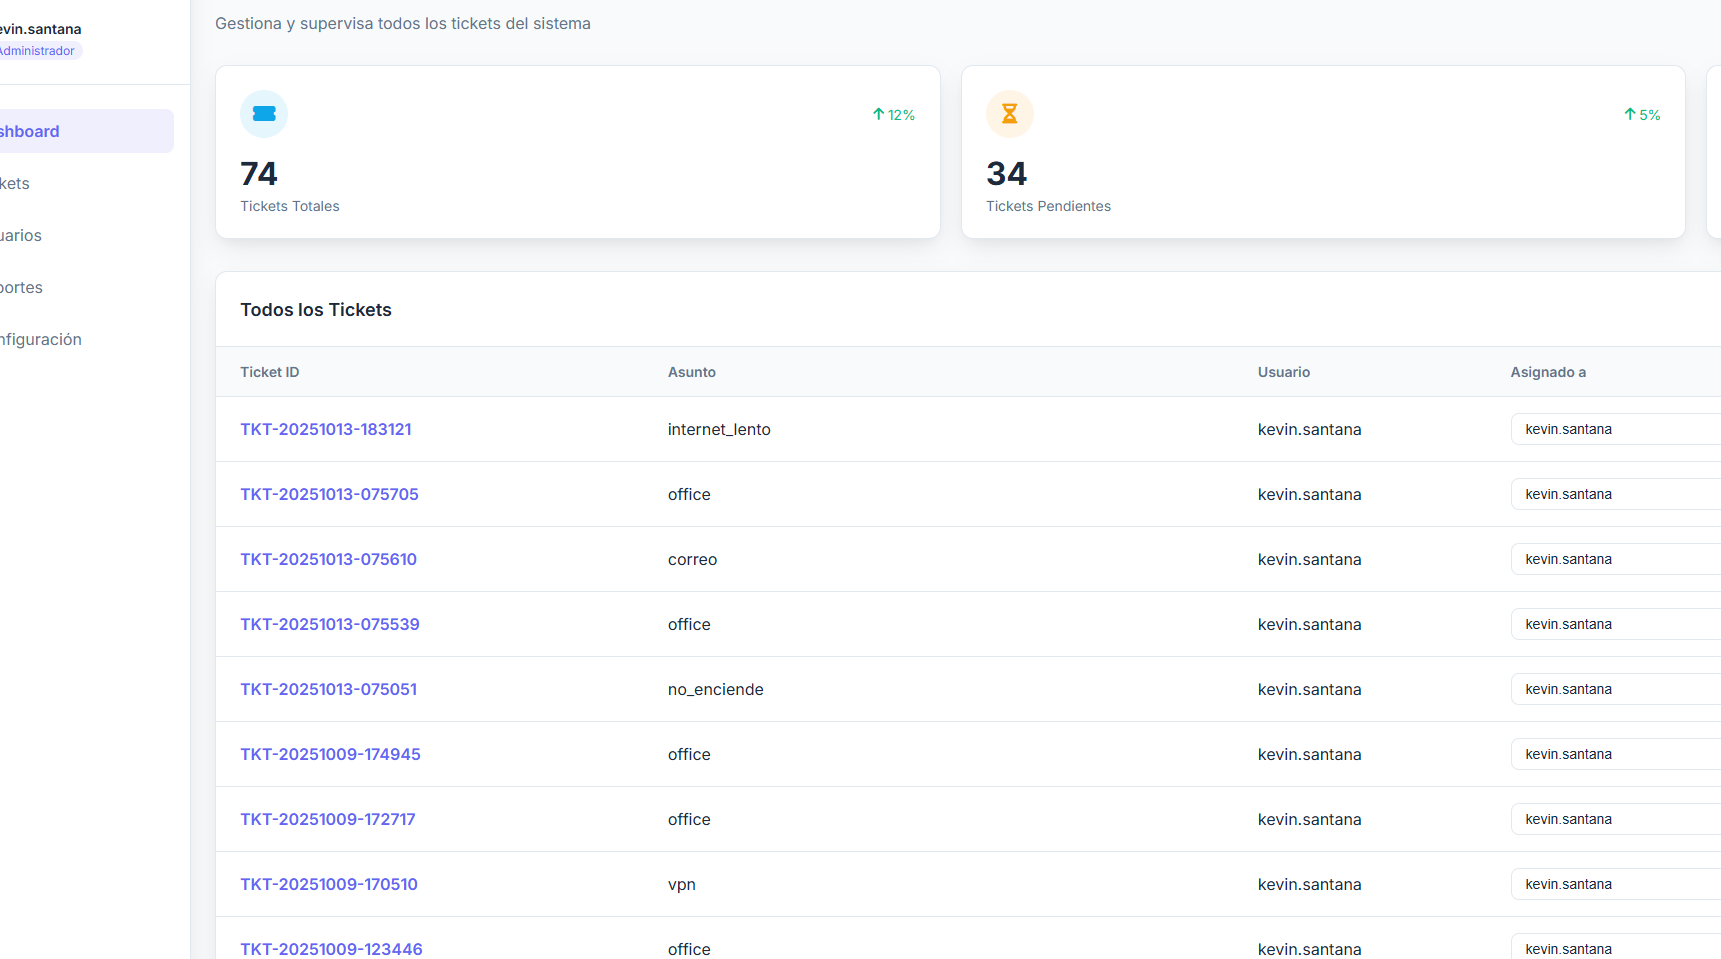 evin.santana
Administrador
shboard
kets
uarios
ortes
nfiguración
Gestiona y supervisa todos los tickets del sistema
12%
74
Tickets Totales
5%
34
Tickets Pendientes
Todos los Tickets
Ticket ID Asunto Usuario Asignado a
TKT-20251013-183121 internet_lento kevin.santana kevin.santana
TKT-20251013-075705 office kevin.santana kevin.santana
TKT-20251013-075610 correo kevin.santana kevin.santana
TKT-20251013-075539 office kevin.santana kevin.santana
TKT-20251013-075051 no_enciende kevin.santana kevin.santana
TKT-20251009-174945 office kevin.santana kevin.santana
TKT-20251009-172717 office kevin.santana kevin.santana
TKT-20251009-170510 vpn kevin.santana kevin.santana
TKT-20251009-123446 office kevin.santana kevin.santana